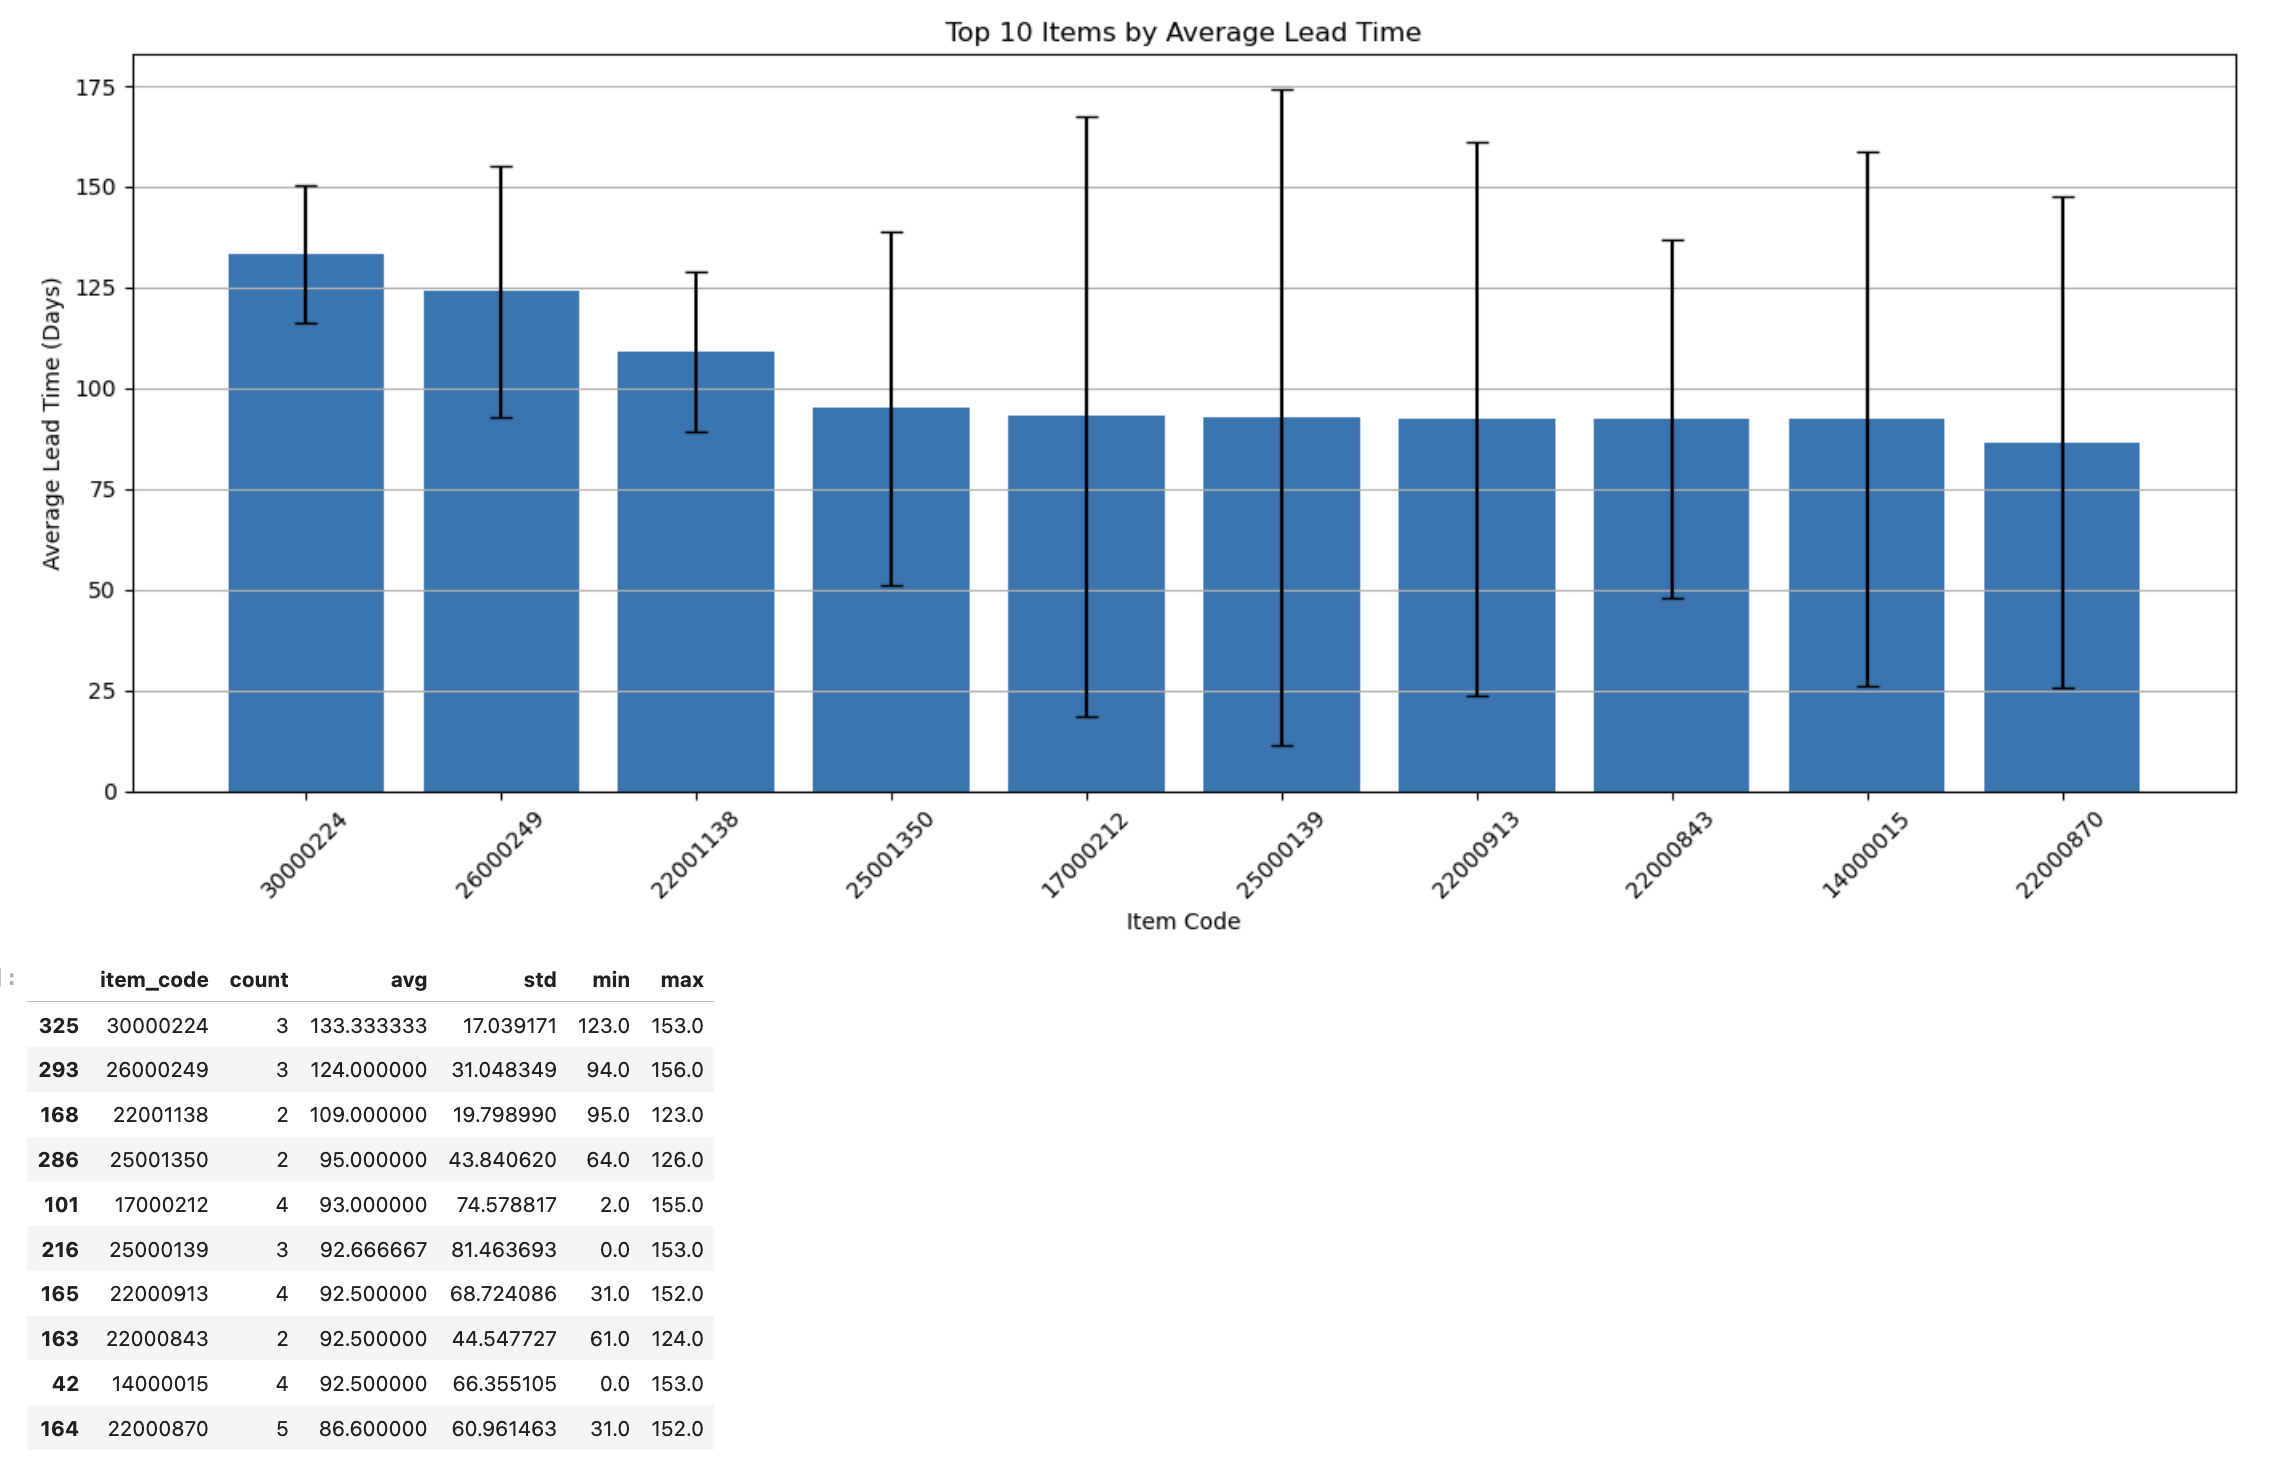 Top 10 Items by Average Lead Time
175
150
125
100
75
50
25
0
Average Lead Time (Days)
30000224 26000249 22001138 25001350 17000212 25000139 22000913 22000843 14000015 22000870
Item Code
]:
item_code count avg std min max
325 30000224 3 133.333333 17.039171 123.0 153.0
293 26000249 3 124.000000 31.048349 94.0 156.0
168 22001138 2 109.000000 19.798990 95.0 123.0
286 25001350 2 95.000000 43.840620 64.0 126.0
101 17000212 4 93.000000 74.578817 2.0 155.0
216 25000139 3 92.666667 81.463693 0.0 153.0
165 22000913 4 92.500000 68.724086 31.0 152.0
163 22000843 2 92.500000 44.547727 61.0 124.0
42 14000015 4 92.500000 66.355105 0.0 153.0
164 22000870 5 86.600000 60.961463 31.0 152.0